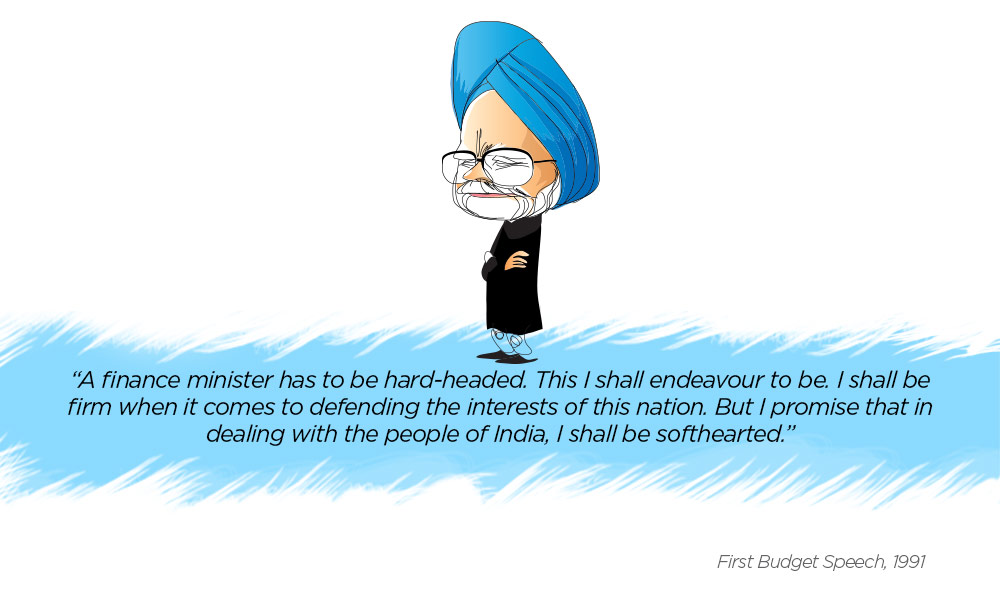 “A finance minister has to be hard-headed. This I shall endeavour to be. I shall be
firm when it comes to defending the interests of this nation. But I promise that in
dealing with the people of India, I shall be softhearted.”
First Budget Speech, 1991